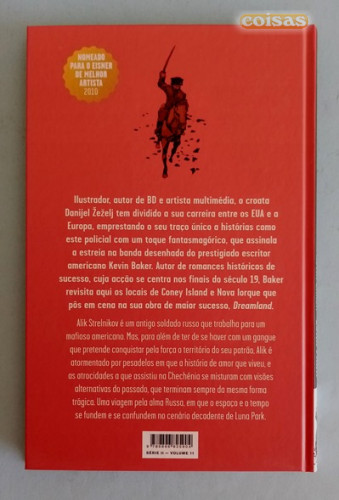 coisas
NOMEADO
PARA O EISNER
DE MELHOR
ARTISTA
2010
Ilustrador, autor de BD e artista multimédia, o croata
Danijel Žeželj tem dividido a sua carreira entre os EUA e a
Europa, emprestando o seu traço único a histórias como
este policial com um toque fantasmagórico, que assinala
a estreia na banda desenhada do prestigiado escritor
americano Kevin Baker. Autor de romances históricos de
sucesso, cuja acção se centra nos finais do século 19, Baker
revisita aqui os locais de Coney Island e Nova Iorque que
pôs em cena na sua obra de maior sucesso, Dreamland.
Alik Strelnikov é um antigo soldado russo que trabalha para um
mafioso americano. Mas, para além de ter de se haver com um gangue
que pretende conquistar pela força o território do seu patrão, Alik é
atormentado por pesadelos em que a história de amor que viveu, e
as atrocidades a que assistiu na Chechénia se misturam com visões
alternativas do passado, que terminam sempre da mesma forma
trágica. Uma viagem pela alma Russa, em que o espaço e o tempo
se fundem e se confundem no cenário decadente de Luna Park.
SÉRIE II – VOLUME 11